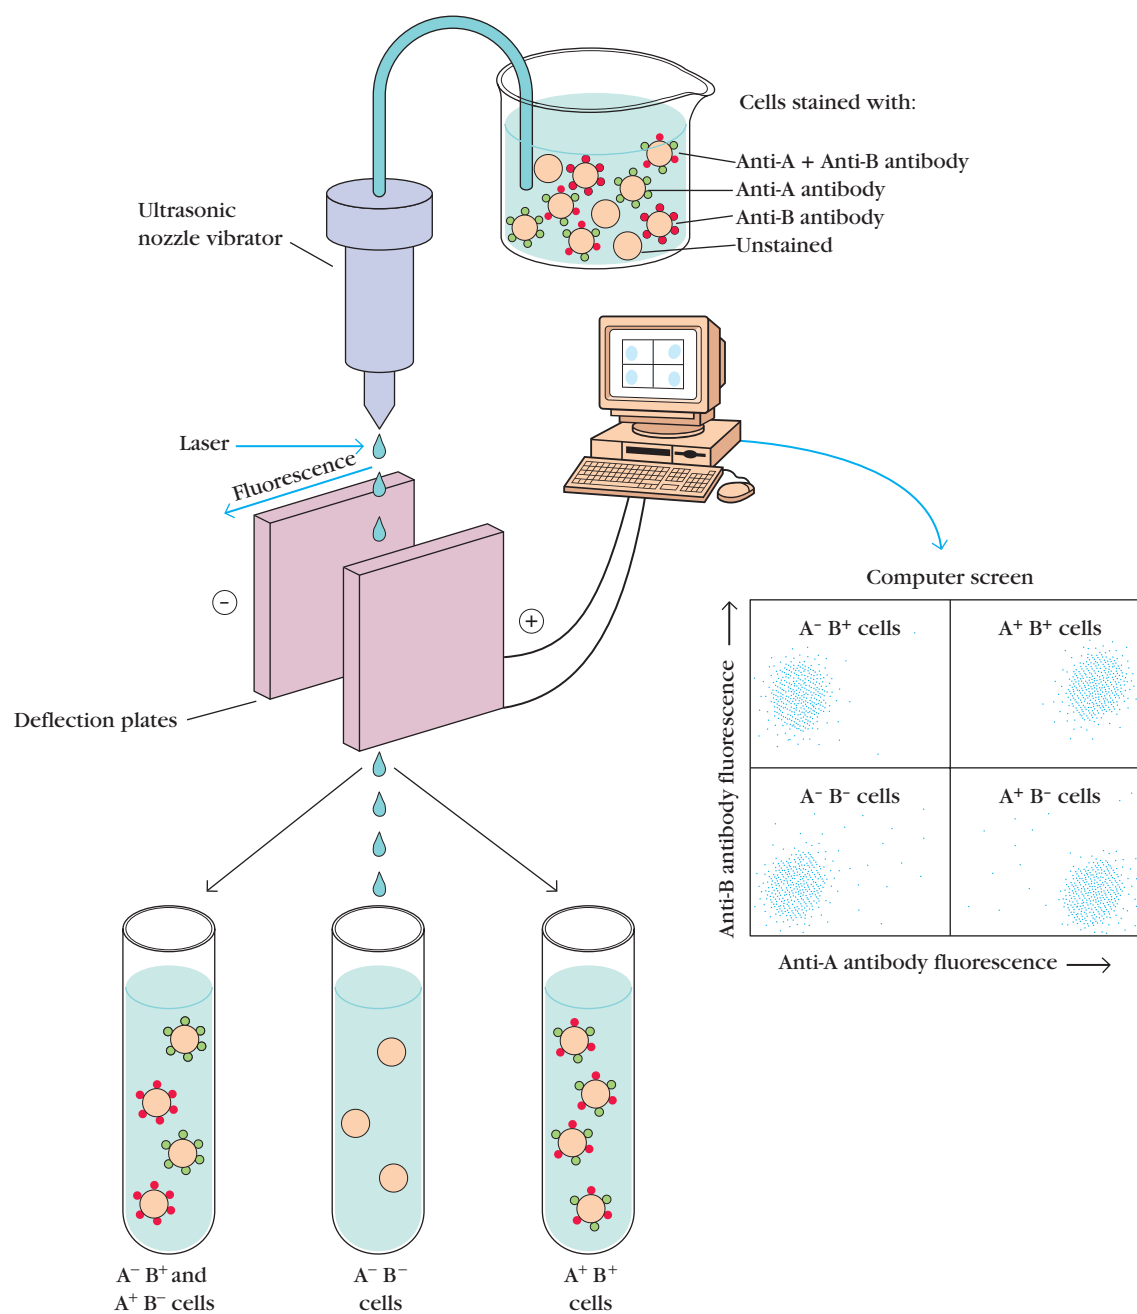 Cells stained with:
Anti-A + Anti-B antibody
Anti-A antibody
Anti-B antibody
Unstained
Ultrasonic
nozzle vibrator
Laser
Fluorescence
−
+
Deflection plates
Computer screen
A⁻ B⁺ cells
A⁺ B⁺ cells
A⁻ B⁻ cells
A⁺ B⁻ cells
Anti-B antibody fluorescence
Anti-A antibody fluorescence
A⁻ B⁺ and
A⁺ B⁻ cells
A⁻ B⁻
cells
A⁺ B⁺
cells